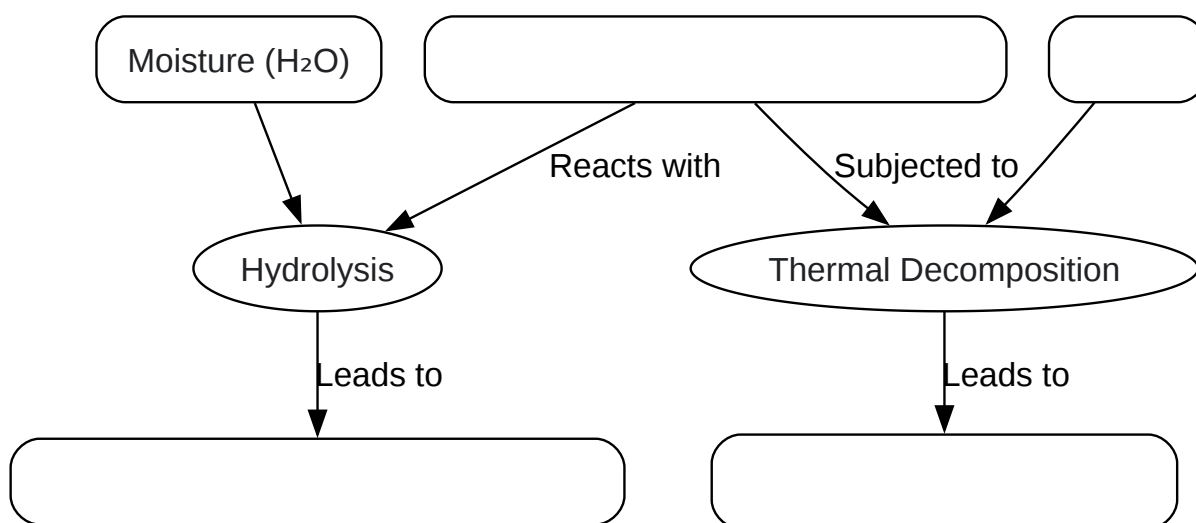 Moisture (H₂O)
Reacts with
Subjected to
Hydrolysis
Thermal Decomposition
Leads to
Leads to